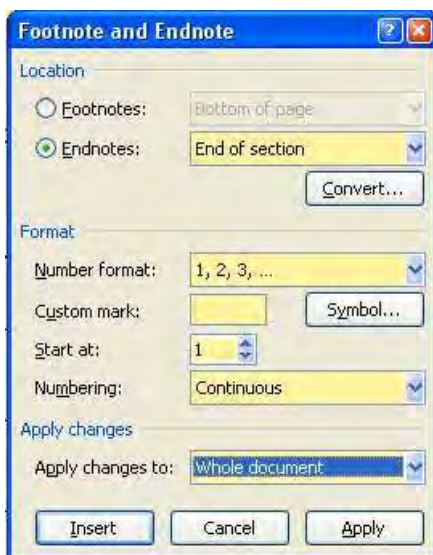 Footnote and Endnote
Location
Footnotes: Bottom of page
Endnotes: End of section
Convert...
Format
Number format: 1, 2, 3, ...
Custom mark: Symbol...
Start at: 1
Numbering: Continuous
Apply changes
Apply changes to: Whole document
Insert Cancel Apply